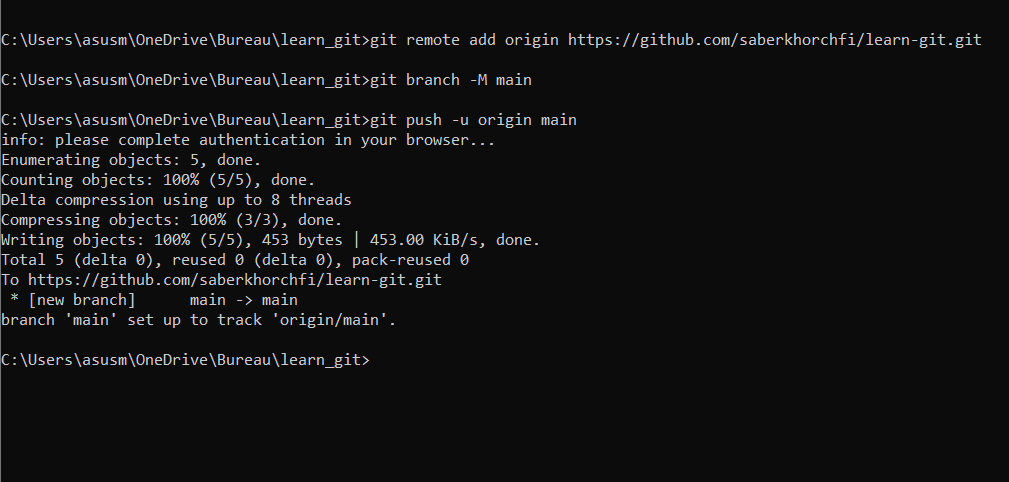 C:\Users\asusm\OneDrive\Bureau\learn_git>git remote add origin https://github.com/saberkhorchfi/learn-git.git
C:\Users\asusm\OneDrive\Bureau\learn_git>git branch -M main
C:\Users\asusm\OneDrive\Bureau\learn_git>git push -u origin main
info: please complete authentication in your browser...
Enumerating objects: 5, done.
Counting objects: 100% (5/5), done.
Delta compression using up to 8 threads
Compressing objects: 100% (3/3), done.
Writing objects: 100% (5/5), 453 bytes | 453.00 KiB/s, done.
Total 5 (delta 0), reused 0 (delta 0), pack-reused 0
To https://github.com/saberkhorchfi/learn-git.git
 * [new branch]      main -> main
branch 'main' set up to track 'origin/main'.
C:\Users\asusm\OneDrive\Bureau\learn_git>